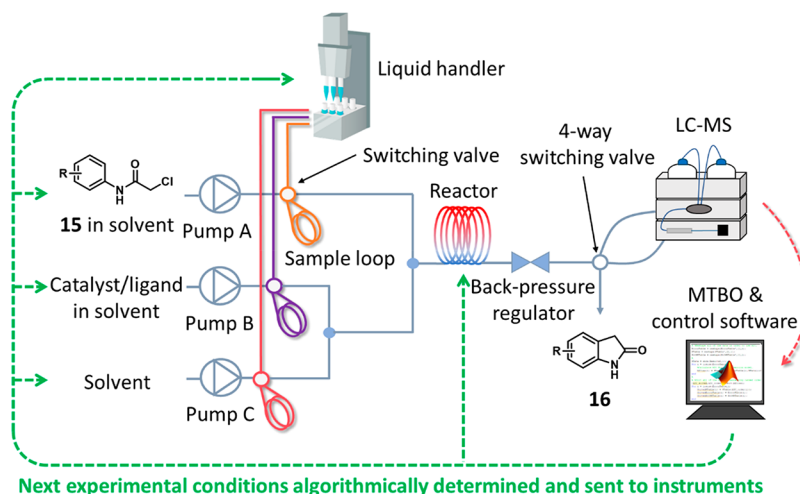 Liquid handler
4-way
switching valve
LC-MS
Switching valve
R
O
N
H
Cl
15 in solvent
Pump A
Reactor
Sample loop
Catalyst/ligand
in solvent
Pump B
Back-pressure
regulator
MTBO &
control software
R
O
N
H
16
Solvent
Pump C
Next experimental conditions algorithmically determined and sent to instruments